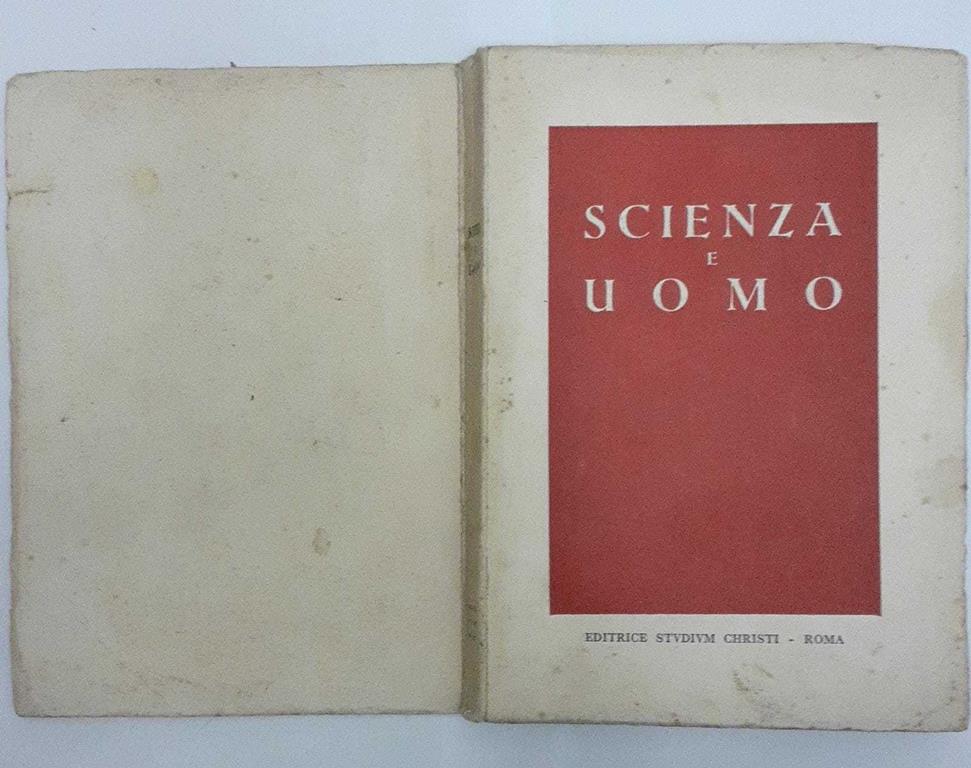 SCIENZA
E
UOMO
EDITRICE STVDIVM CHRISTI - ROMA